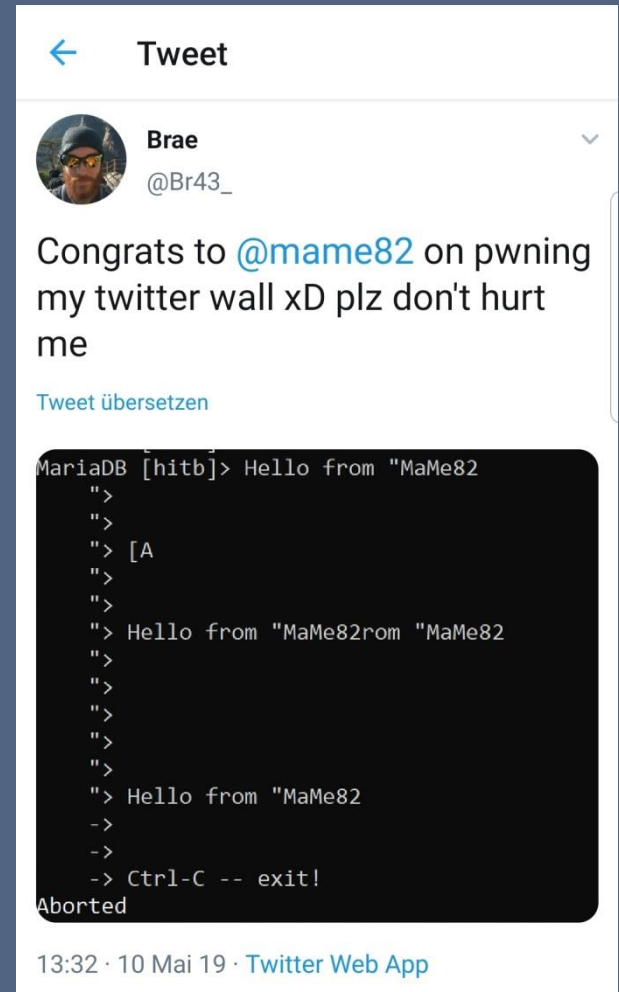 Tweet
Brae
@Br43_
Congrats to @mame82 on pwning
my twitter wall xD plz don't hurt
me
Tweet übersetzen
MariaDB [hitb]> Hello from "MaMe82
">
">
"> [A
">
">
"> Hello from "MaMe82rom "MaMe82
">
">
">
">
">
"> Hello from "MaMe82
->
->
-> Ctrl-C -- exit!
Aborted
13:32 · 10 Mai 19 · Twitter Web App